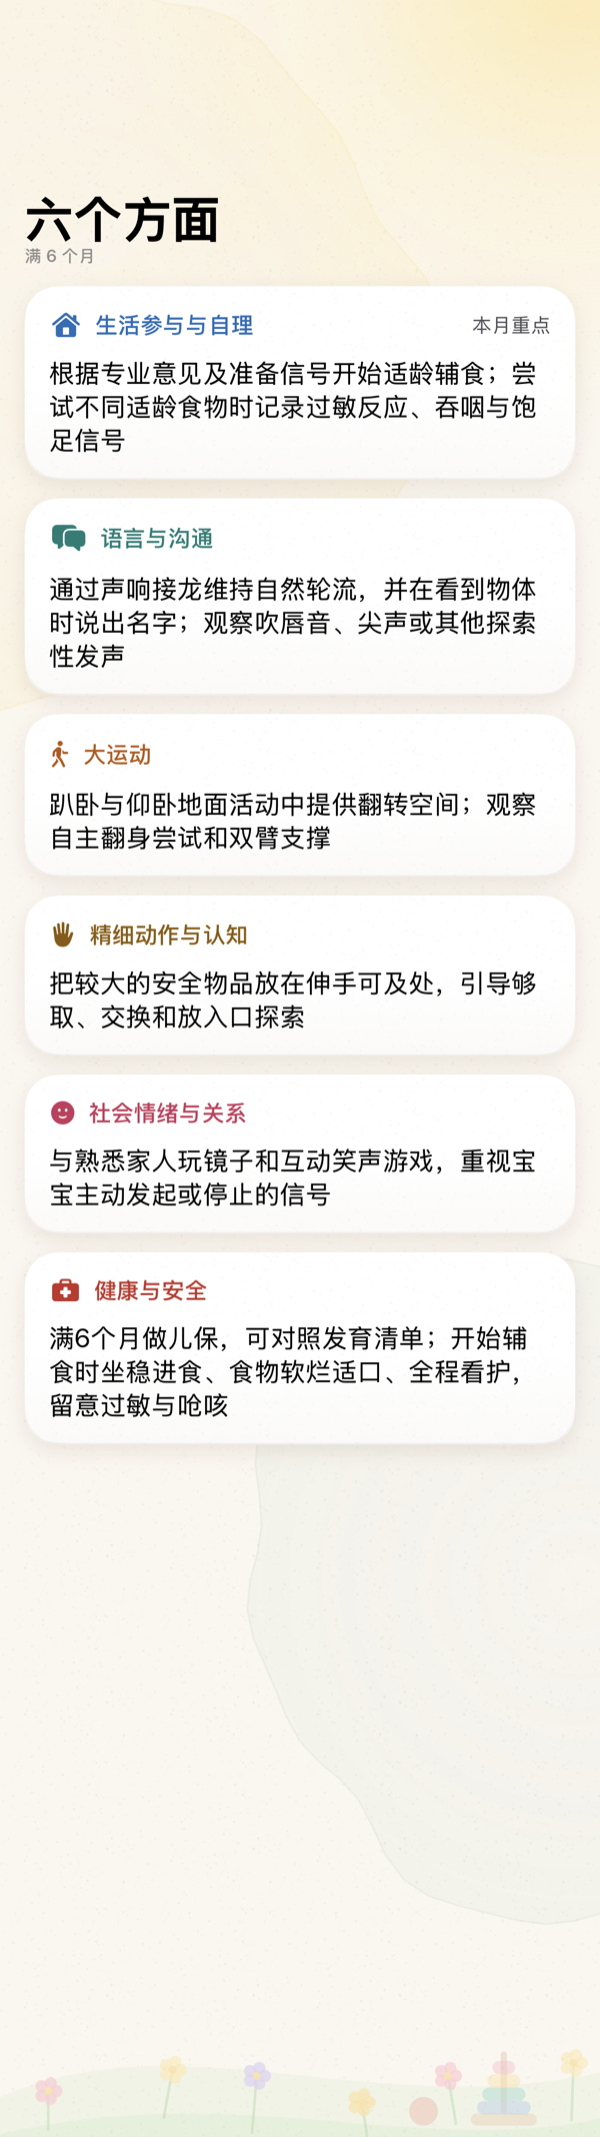 六个方面
满 6 个月
生活参与与自理
本月重点
根据专业意见及准备信号开始适龄辅食；尝
试不同适龄食物时记录过敏反应、吞咽与饱
足信号
语言与沟通
通过声响接龙维持自然轮流，并在看到物体
时说出名字；观察吹唇音、尖声或其他探索
性发声
大运动
趴卧与仰卧地面活动中提供翻转空间；观察
自主翻身尝试和双臂支撑
精细动作与认知
把较大的安全物品放在伸手可及处，引导够
取、交换和放入口探索
社会情绪与关系
与熟悉家人玩镜子和互动笑声游戏，重视宝
宝主动发起或停止的信号
健康与安全
满6个月做儿保，可对照发育清单；开始辅
食时坐稳进食、食物软烂适口、全程看护，
留意过敏与呛咳